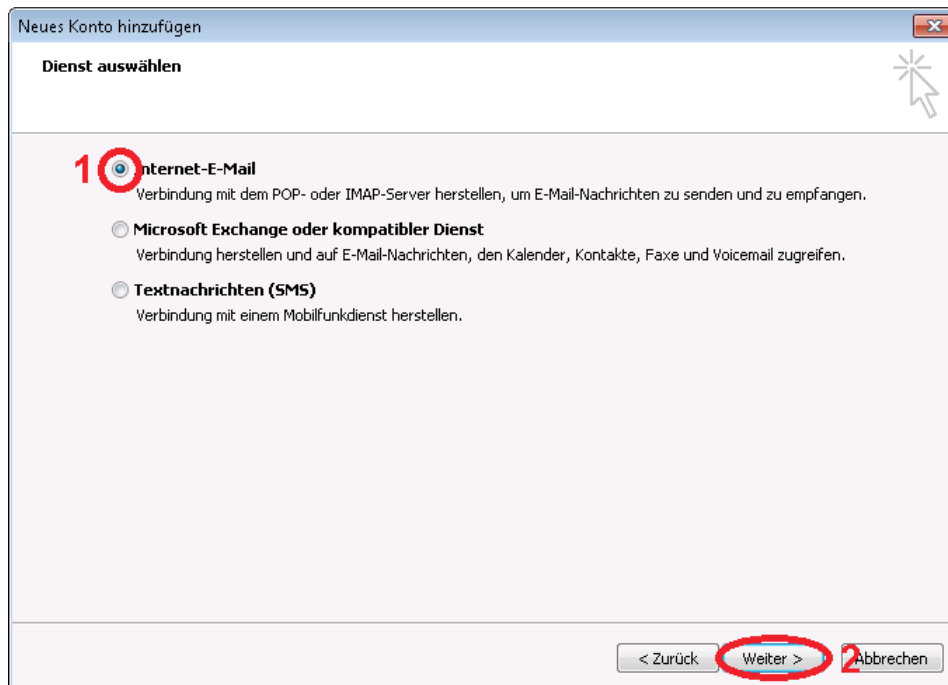 Neues Konto hinzufügen
Dienst auswählen
1
Internet-E-Mail
Verbindung mit dem POP- oder IMAP-Server herstellen, um E-Mail-Nachrichten zu senden und zu empfangen.
Microsoft Exchange oder kompatibler Dienst
Verbindung herstellen und auf E-Mail-Nachrichten, den Kalender, Kontakte, Faxe und Voicemail zugreifen.
Textnachrichten (SMS)
Verbindung mit einem Mobilfunkdienst herstellen.
< Zurück Weiter > 2 Abbrechen